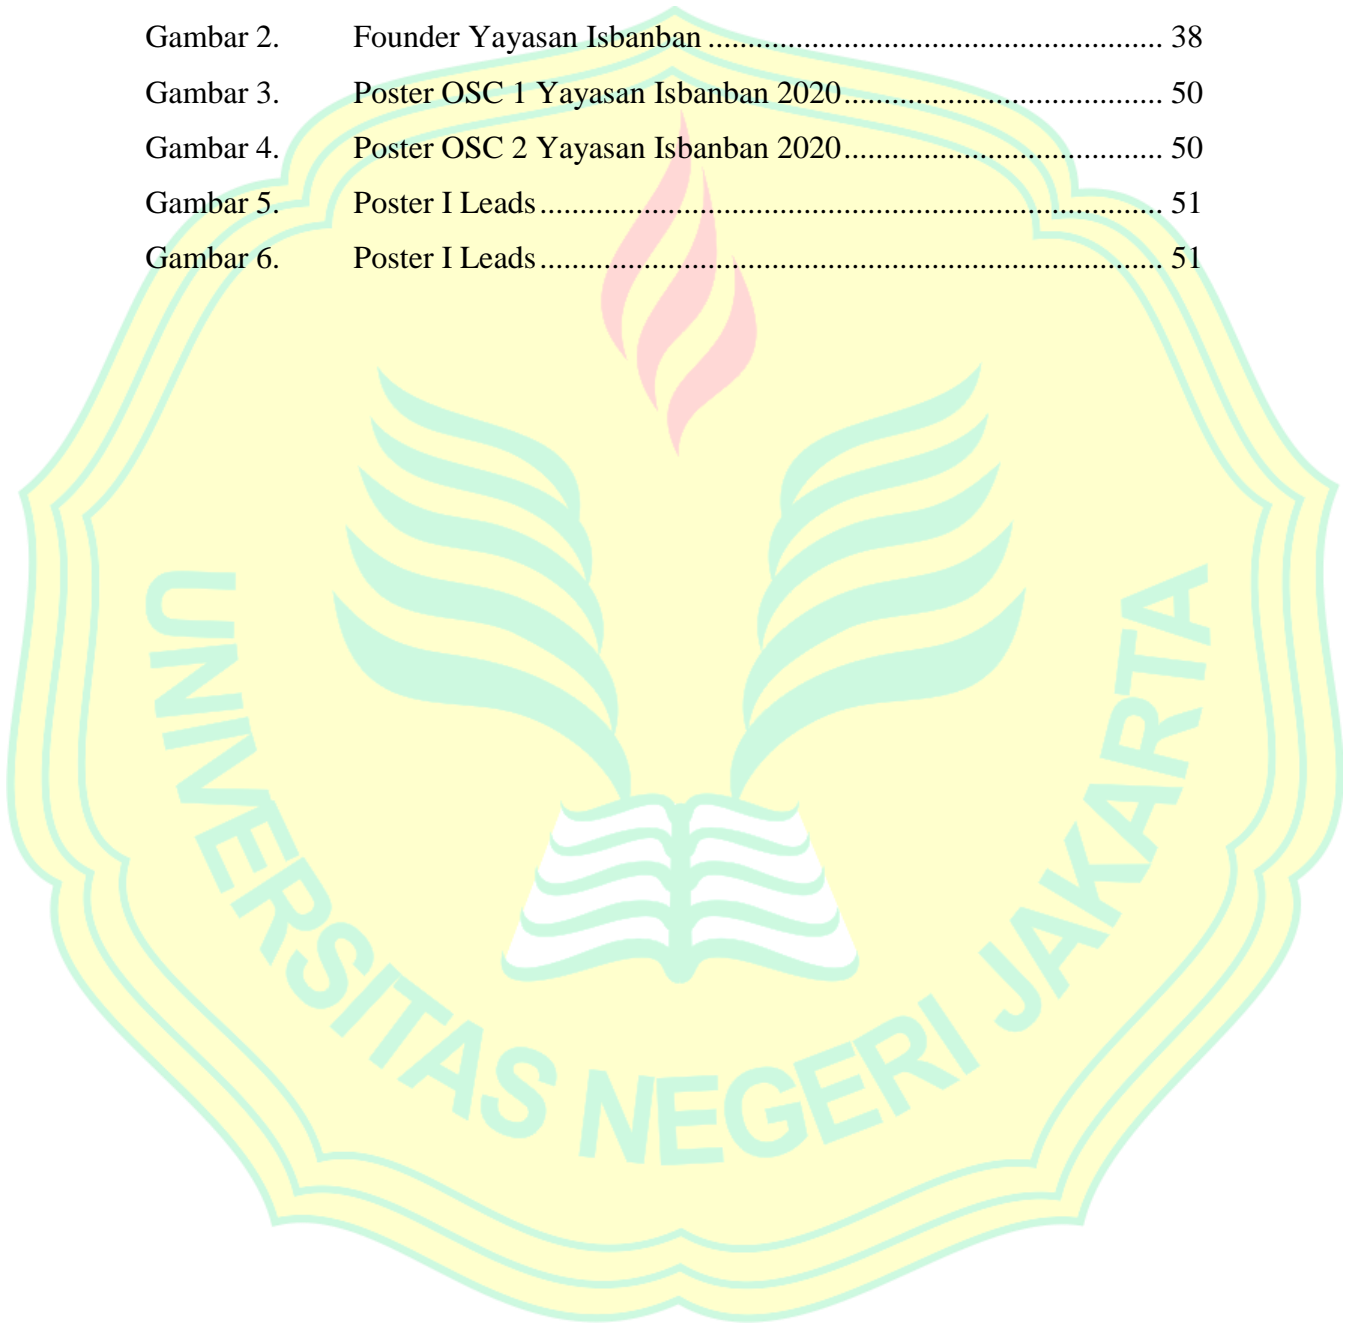 Gambar 2. Founder Yayasan Isbanban ........................................................ 38
Gambar 3. Poster OSC 1 Yayasan Isbanban 2020....................................... 50
Gambar 4. Poster OSC 2 Yayasan Isbanban 2020....................................... 50
Gambar 5. Poster I Leads ............................................................................. 51
Gambar 6. Poster I Leads ............................................................................. 51
UNIVERSITAS NEGERI JAKARTA